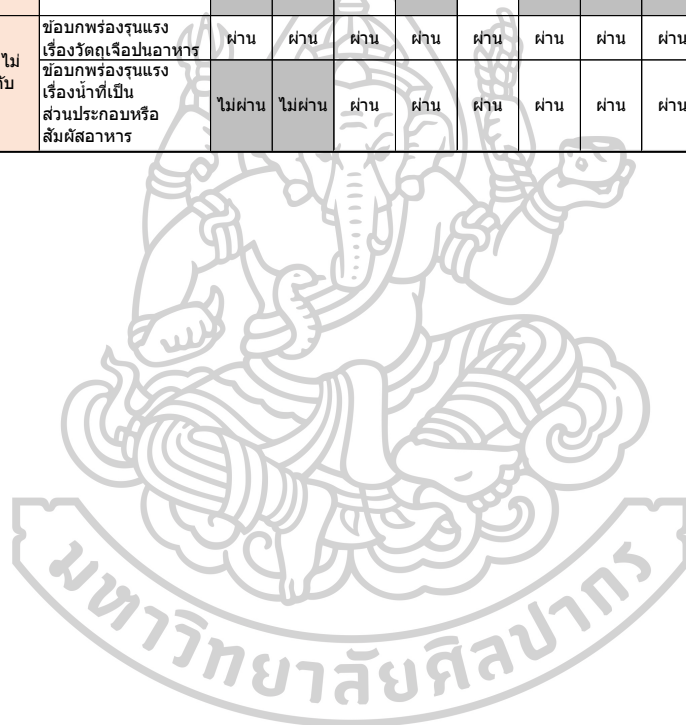 ไม่
ข้อบกพร่องรุนแรง
เรื่องวัตถุเจือปนอาหาร
ผ่าน ผ่าน ผ่าน ผ่าน ผ่าน ผ่าน ผ่าน ผ่าน
ข้อบกพร่องรุนแรง
เรื่องน้ำที่เป็น
ส่วนประกอบหรือ
สัมผัสอาหาร
ไม่ผ่าน ไม่ผ่าน ผ่าน ผ่าน ผ่าน ผ่าน ผ่าน ผ่าน
มหาวิทยาลัยศิลปากร